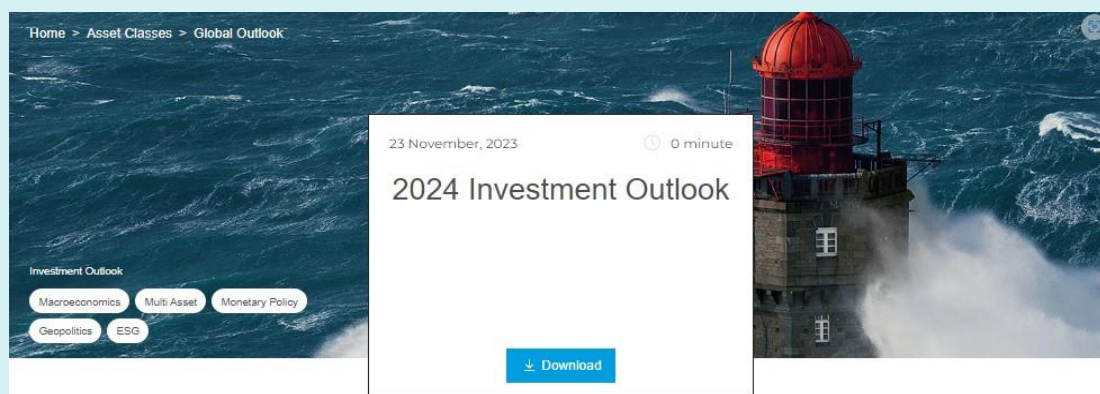 Home > Asset Classes > Global Outlook
23 November, 2023 0 minute
2024 Investment Outlook
Investment Outlook
Macroeconomics Multi Asset Monetary Policy
Geopolitics ESG
Download